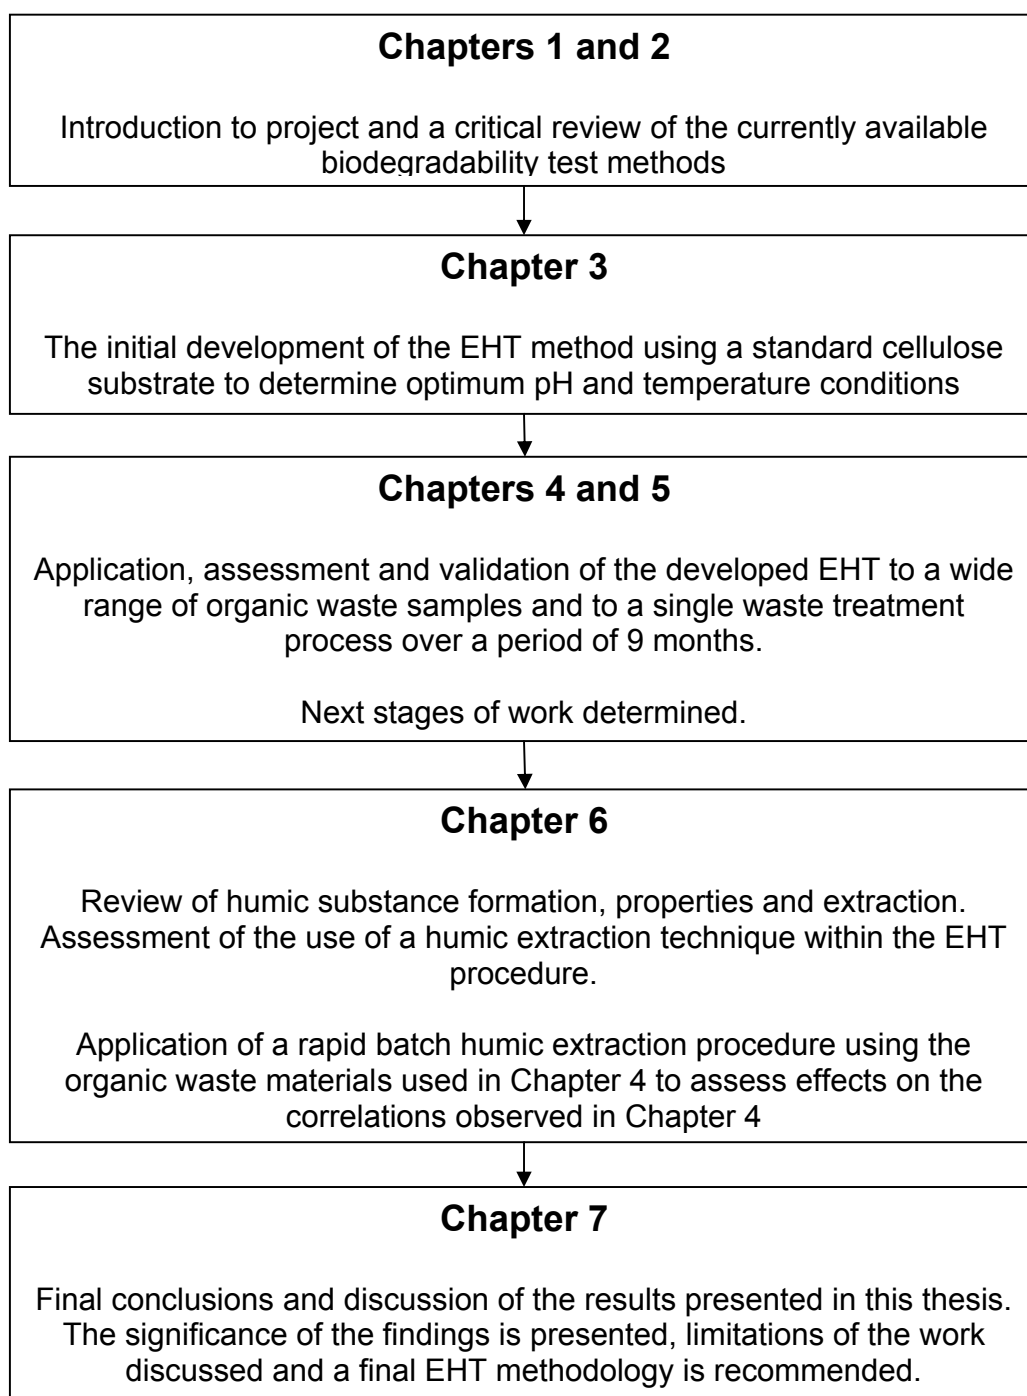 Chapters 1 and 2
Introduction to project and a critical review of the currently available
biodegradability test methods
Chapter 3
The initial development of the EHT method using a standard cellulose
substrate to determine optimum pH and temperature conditions
Chapters 4 and 5
Application, assessment and validation of the developed EHT to a wide
range of organic waste samples and to a single waste treatment
process over a period of 9 months.
Next stages of work determined.
Chapter 6
Review of humic substance formation, properties and extraction.
Assessment of the use of a humic extraction technique within the EHT
procedure.
Application of a rapid batch humic extraction procedure using the
organic waste materials used in Chapter 4 to assess effects on the
correlations observed in Chapter 4
Chapter 7
Final conclusions and discussion of the results presented in this thesis.
The significance of the findings is presented, limitations of the work
discussed and a final EHT methodology is recommended.